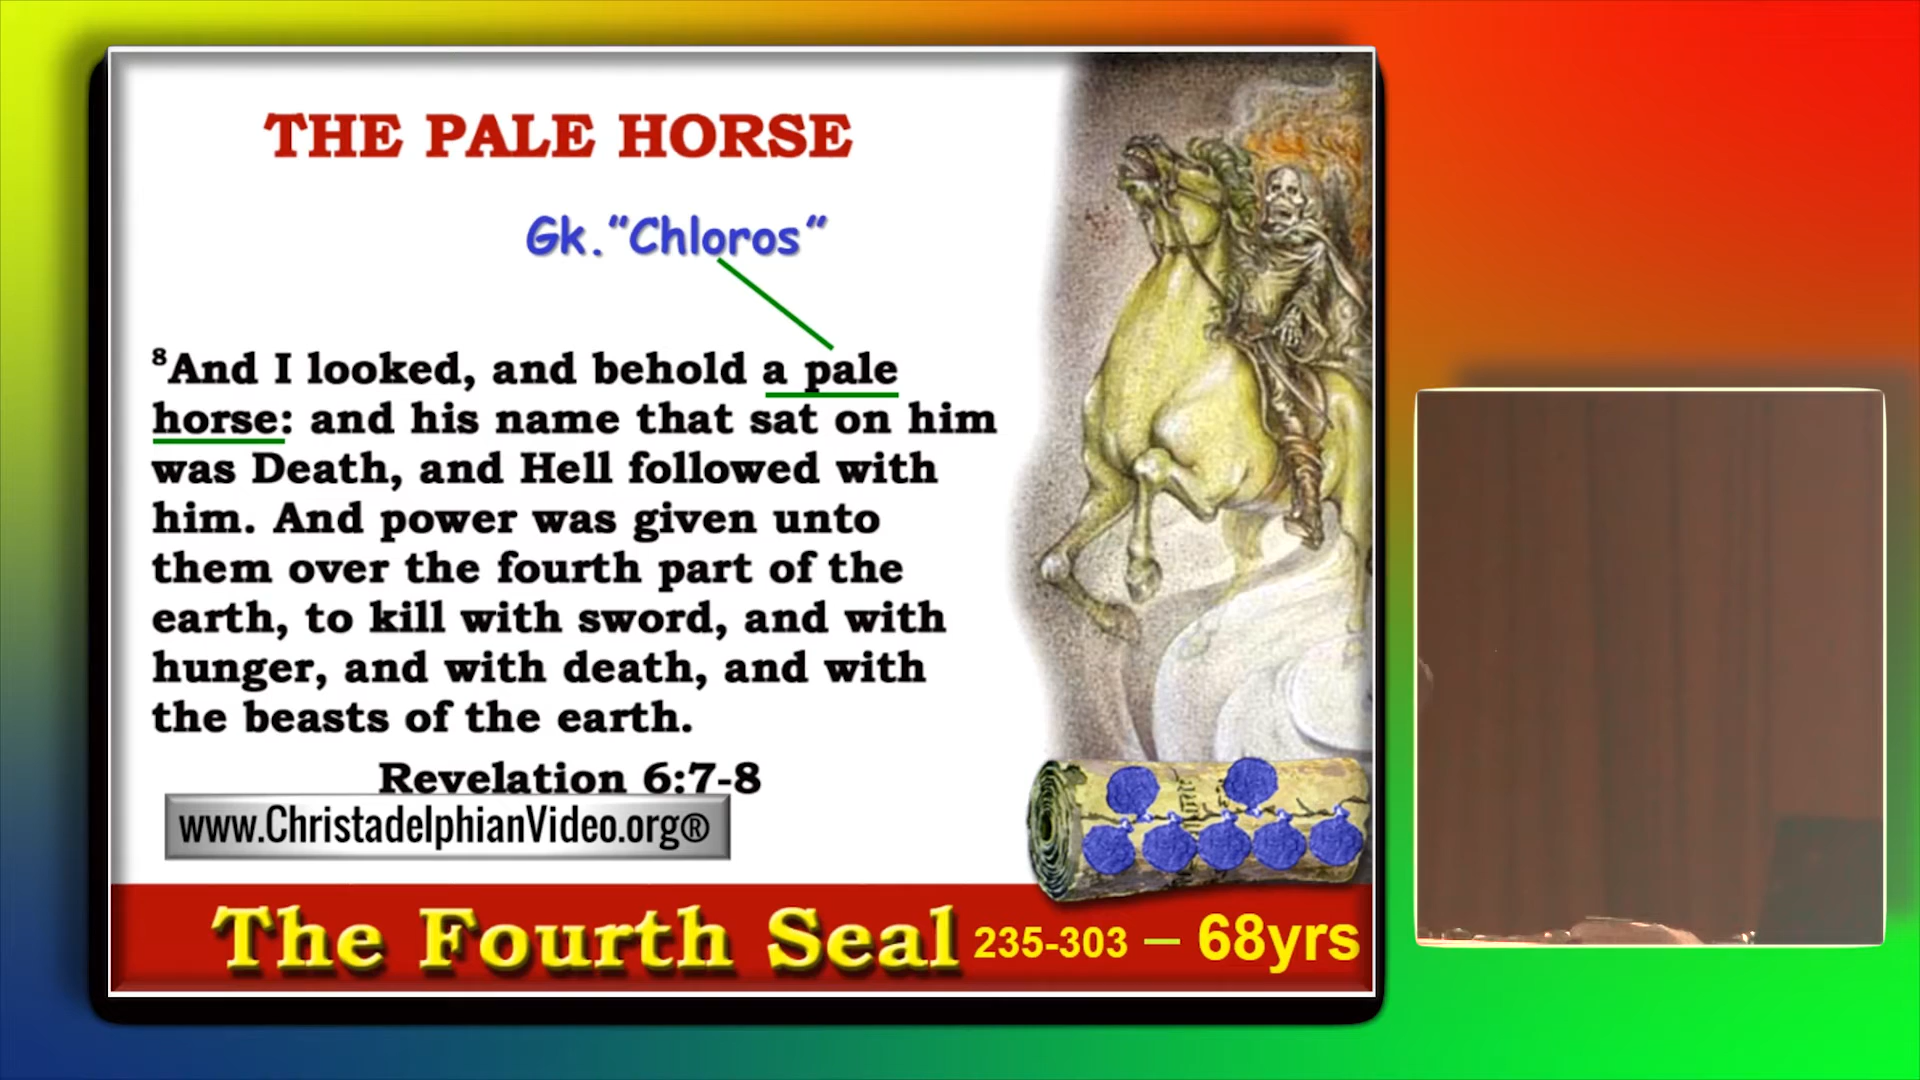 THE PALE HORSE
Gk."Chloros"
8And I looked, and behold a pale
horse: and his name that sat on him
was Death, and Hell followed with
him. And power was given unto
them over the fourth part of the
earth, to kill with sword, and with
hunger, and with death, and with
the beasts of the earth.
Revelation 6:7-8
www.ChristadelphianVideo.org®
The Fourth Seal 235-303 – 68yrs